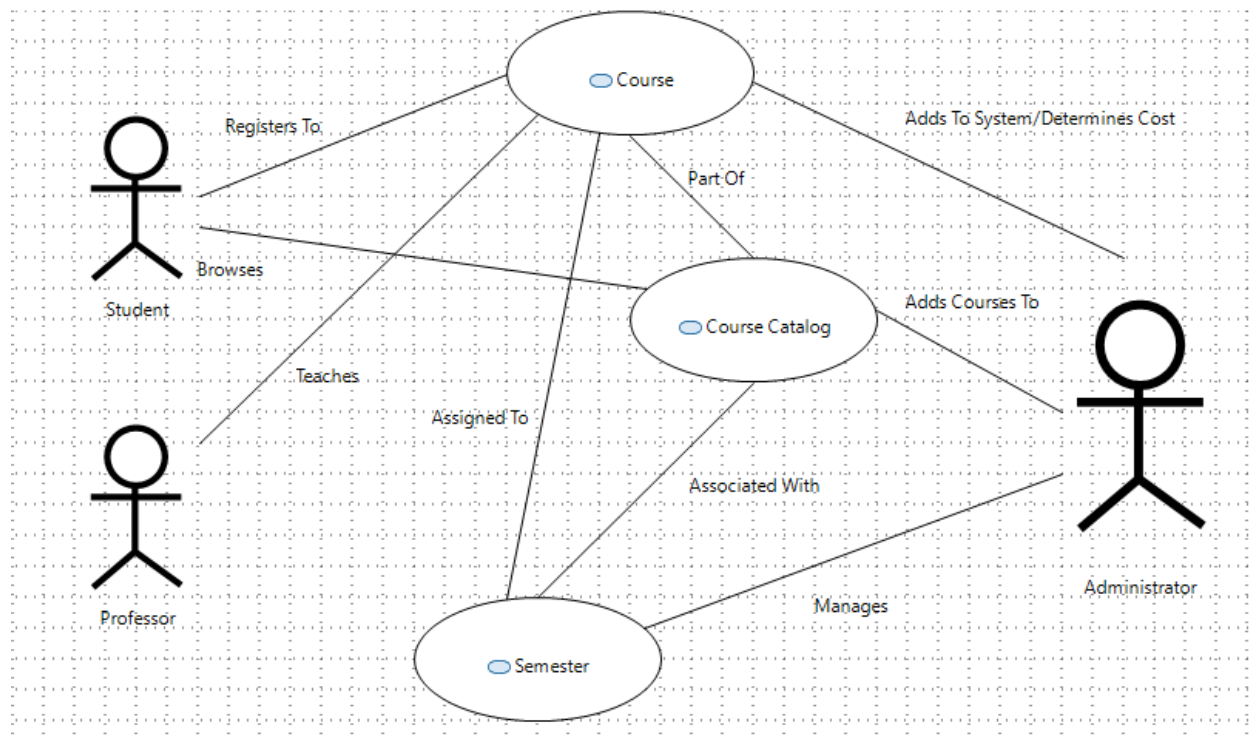 Course
Registers To
Adds To System/Determines Cost
Part Of
Browses
Student
Adds Courses To
Course Catalog
Teaches
Assigned To
Associated With
Administrator
Manages
Professor
Semester